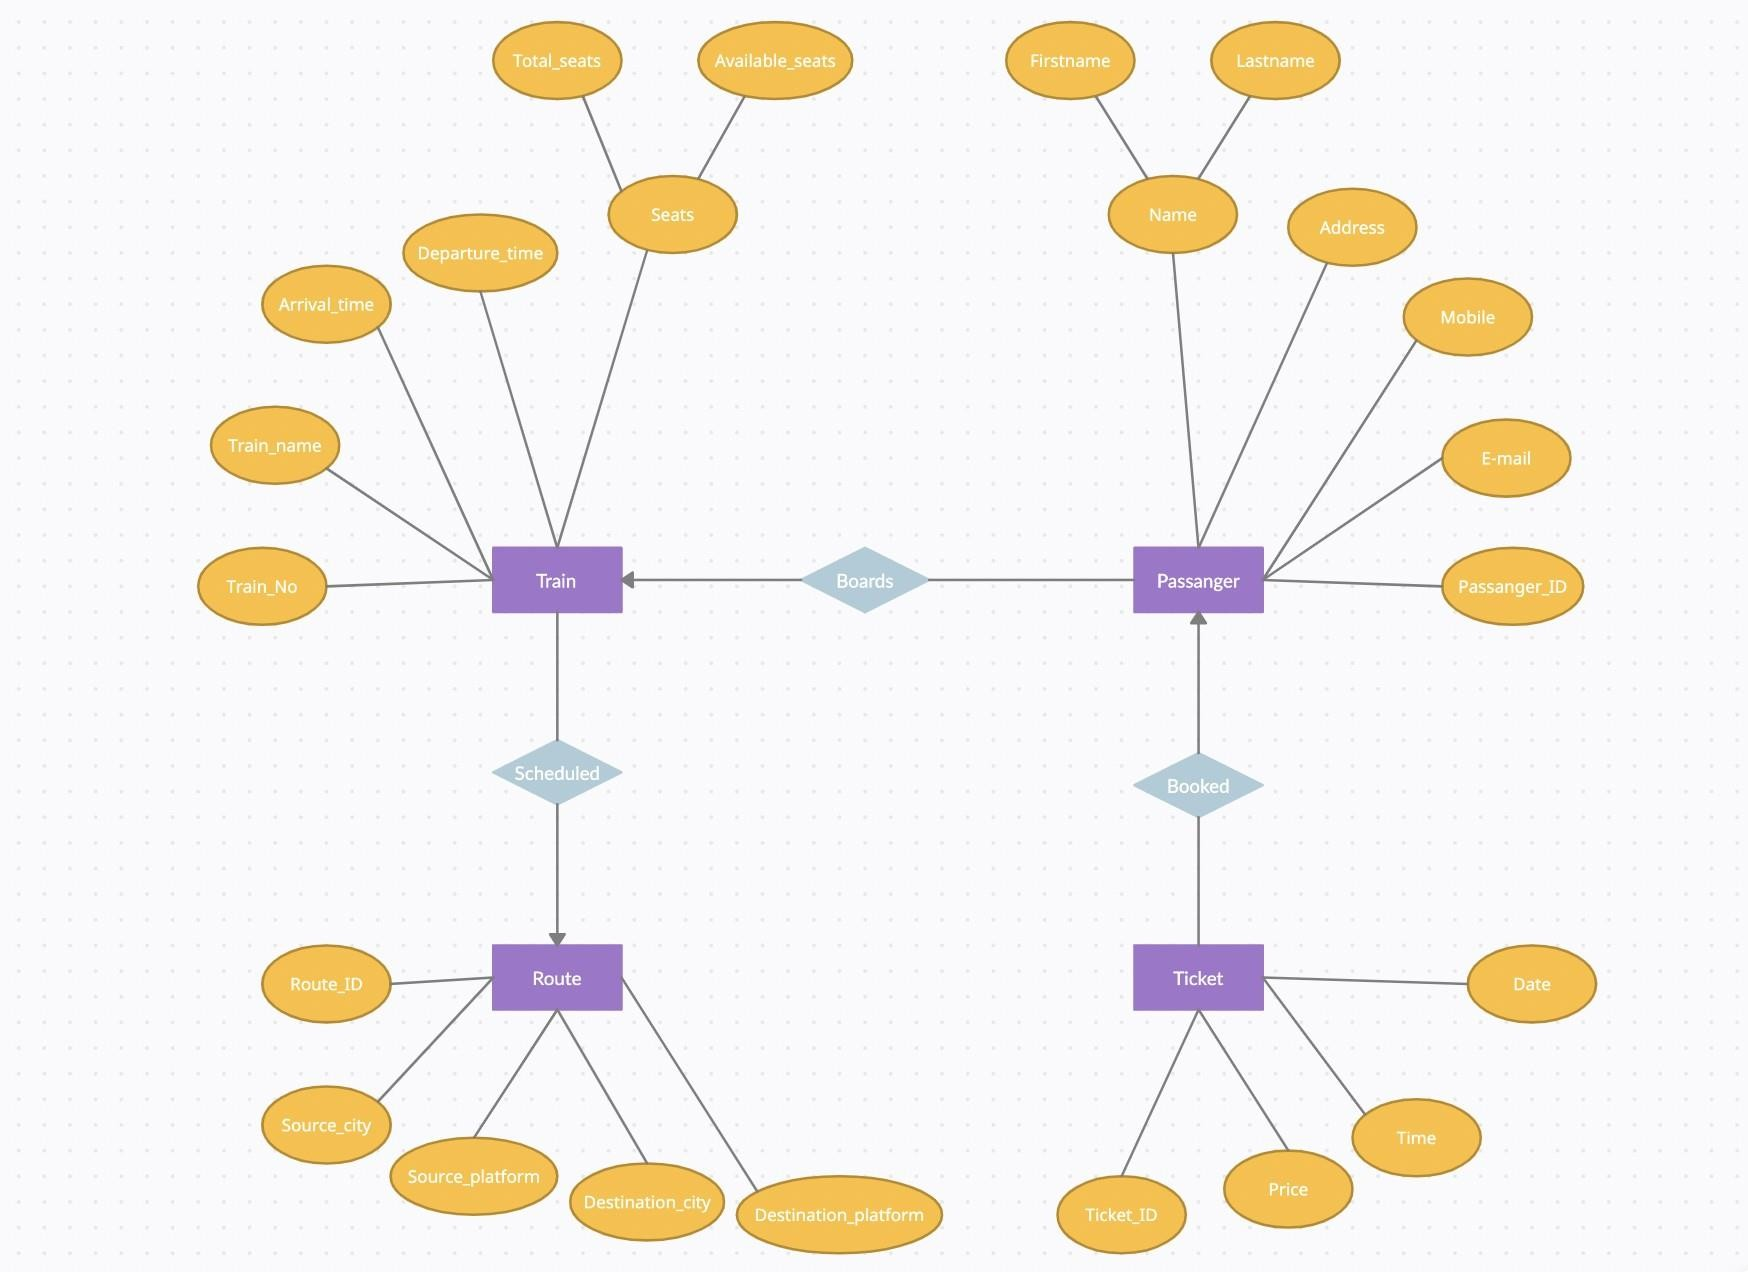 Total_seats
Available_seats
Firstname
Lastname
Seats
Name
Address
Departure_time
Arrival_time
Mobile
Train_name
E-mail
Train_No
Train
Boards
Passanger
Passanger_ID
Scheduled
Booked
Route_ID
Route
Ticket
Date
Source_city
Time
Source_platform
Destination_city
Price
Destination_platform
Ticket_ID